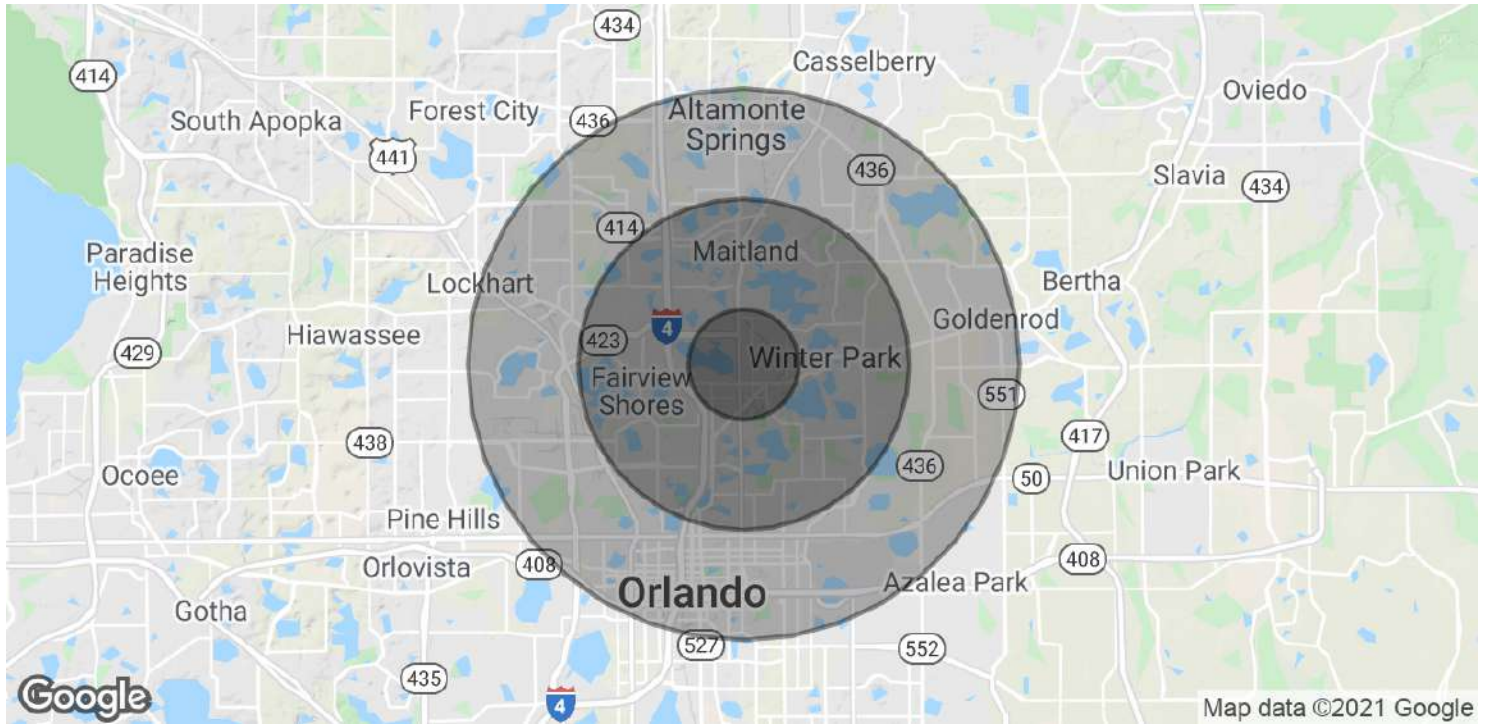 434
Casselberry
414
Oviedo
Forest City
Altamonte
Springs
436
South Apopka
441
436
Slavia
434
414
Maitland
Paradise
Heights
Lockhart
Bertha
Goldenrod
4
Hiawassee
423
429
Winter Park
Fairview
Shores
551
438
417
436
Ocoee
50
Union Park
Pine Hills
408
408
Orlovista
Azalea Park
Orlando
Gotha
527
552
435
4
Google
Map data ©2021 Google